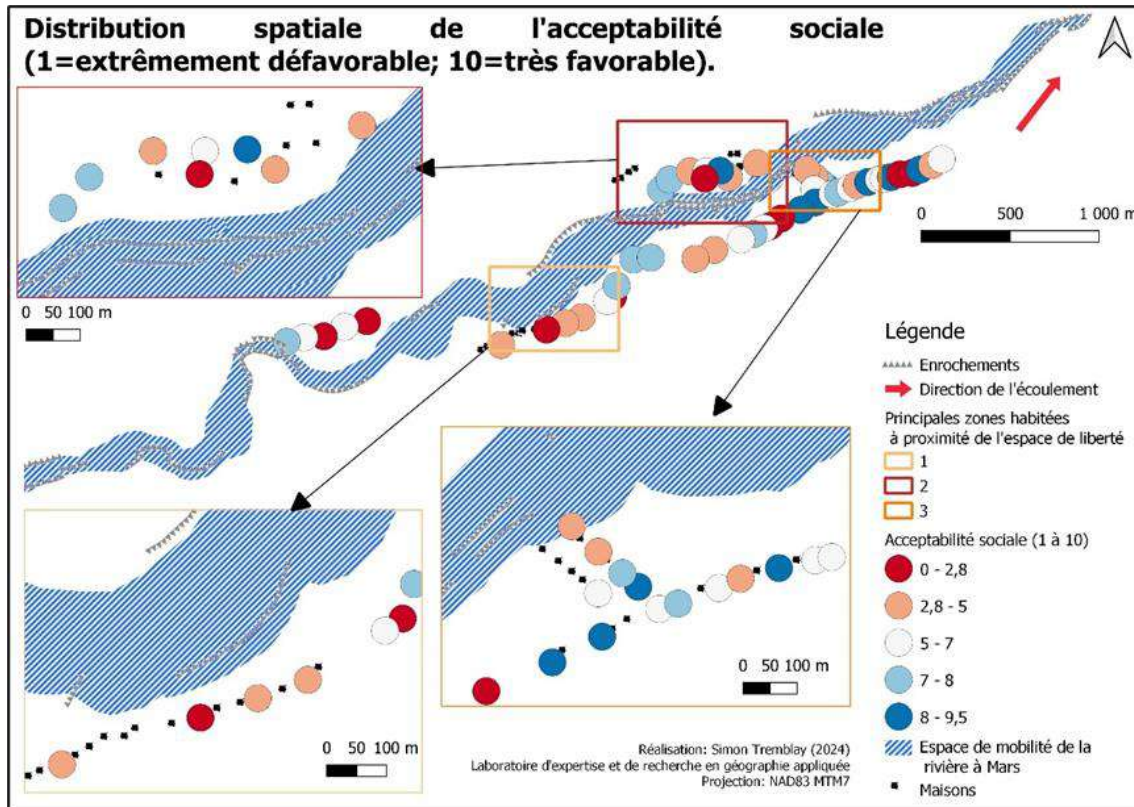 Distribution spatiale de l'acceptabilité sociale
(1=extrêmement défavorable; 10=très favorable).
0 50 100 m
0 500 1 000 m
Légende
Enrochements
Direction de l'écoulement
Principales zones habitées
à proximité de l'espace de liberté
1
2
3
Acceptabilité sociale (1 à 10)
0 - 2,8
2,8 - 5
5 - 7
7 - 8
8 - 9,5
Espace de mobilité de la
rivière à Mars
Maisons
0 50 100 m
0 50 100 m
Réalisation: Simon Tremblay (2024)
Laboratoire d'expertise et de recherche en géographie appliquée
Projection: NAD83 MTM7